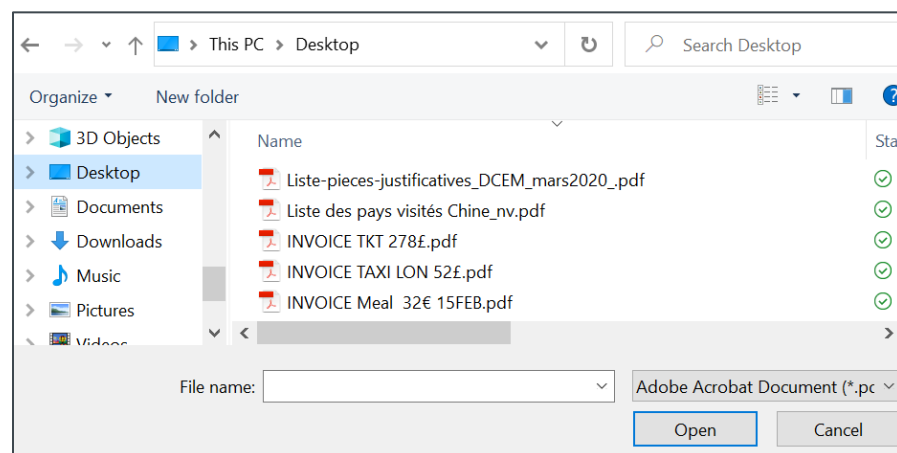 This PC > Desktop
Search Desktop
Organize
New folder
?
3D Objects
Desktop
Documents
Downloads
Music
Pictures
Videos
Name
Sta
Liste-pieces-justificatives_DCEM_mars2020_.pdf
Liste des pays visités Chine_nv.pdf
INVOICE TKT 278£.pdf
INVOICE TAXI LON 52£.pdf
INVOICE Meal  32€ 15FEB.pdf
File name:
Adobe Acrobat Document (*.pc
Open
Cancel